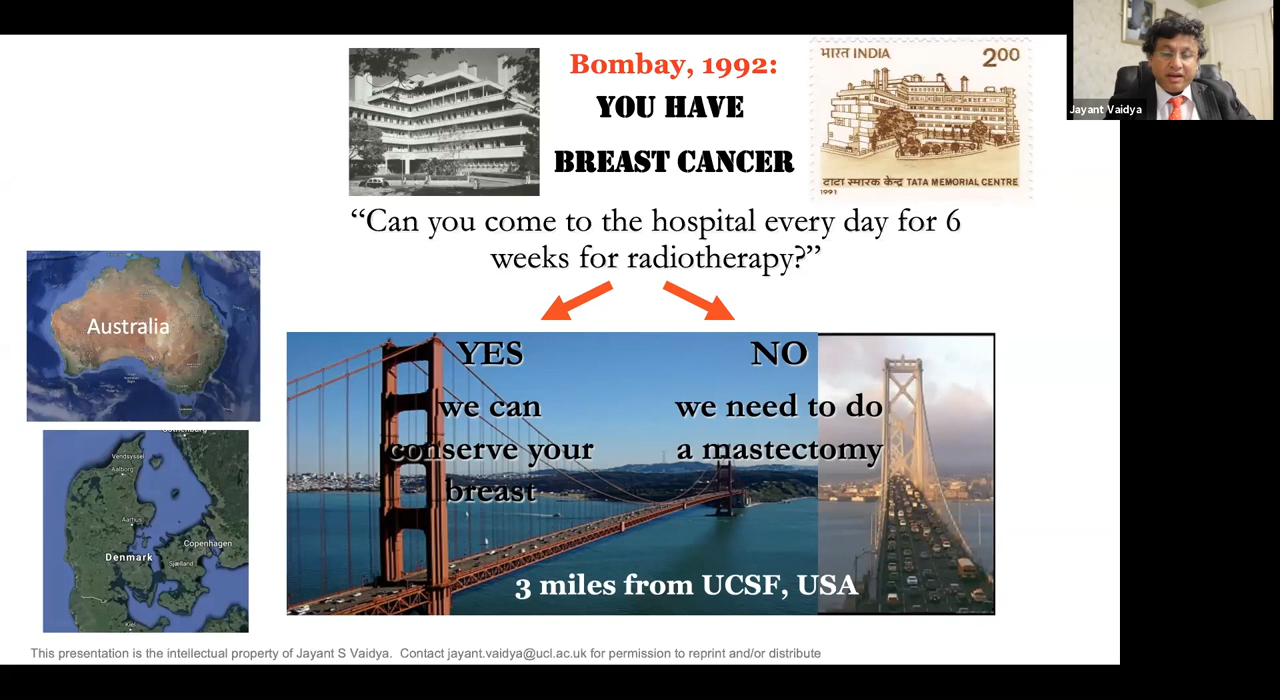 Bombay, 1992:
YOU HAVE
BREAST CANCER
भारत INDIA
2.00
टाटा स्मारक केन्द्र TATA MEMORIAL CENTRE
1991
Jayant Vaidya
“Can you come to the hospital every day for 6
weeks for radiotherapy?”
Australia
YES
we can
conserve your
breast
NO
we need to do
a mastectomy
3 miles from UCSF, USA
Vendsyssel
Aalborg
Aarhus
Denmark
Copenhagen
Sjælland
Kiel
This presentation is the intellectual property of Jayant S Vaidya. Contact jayant.vaidya@ucl.ac.uk for permission to reprint and/or distribute